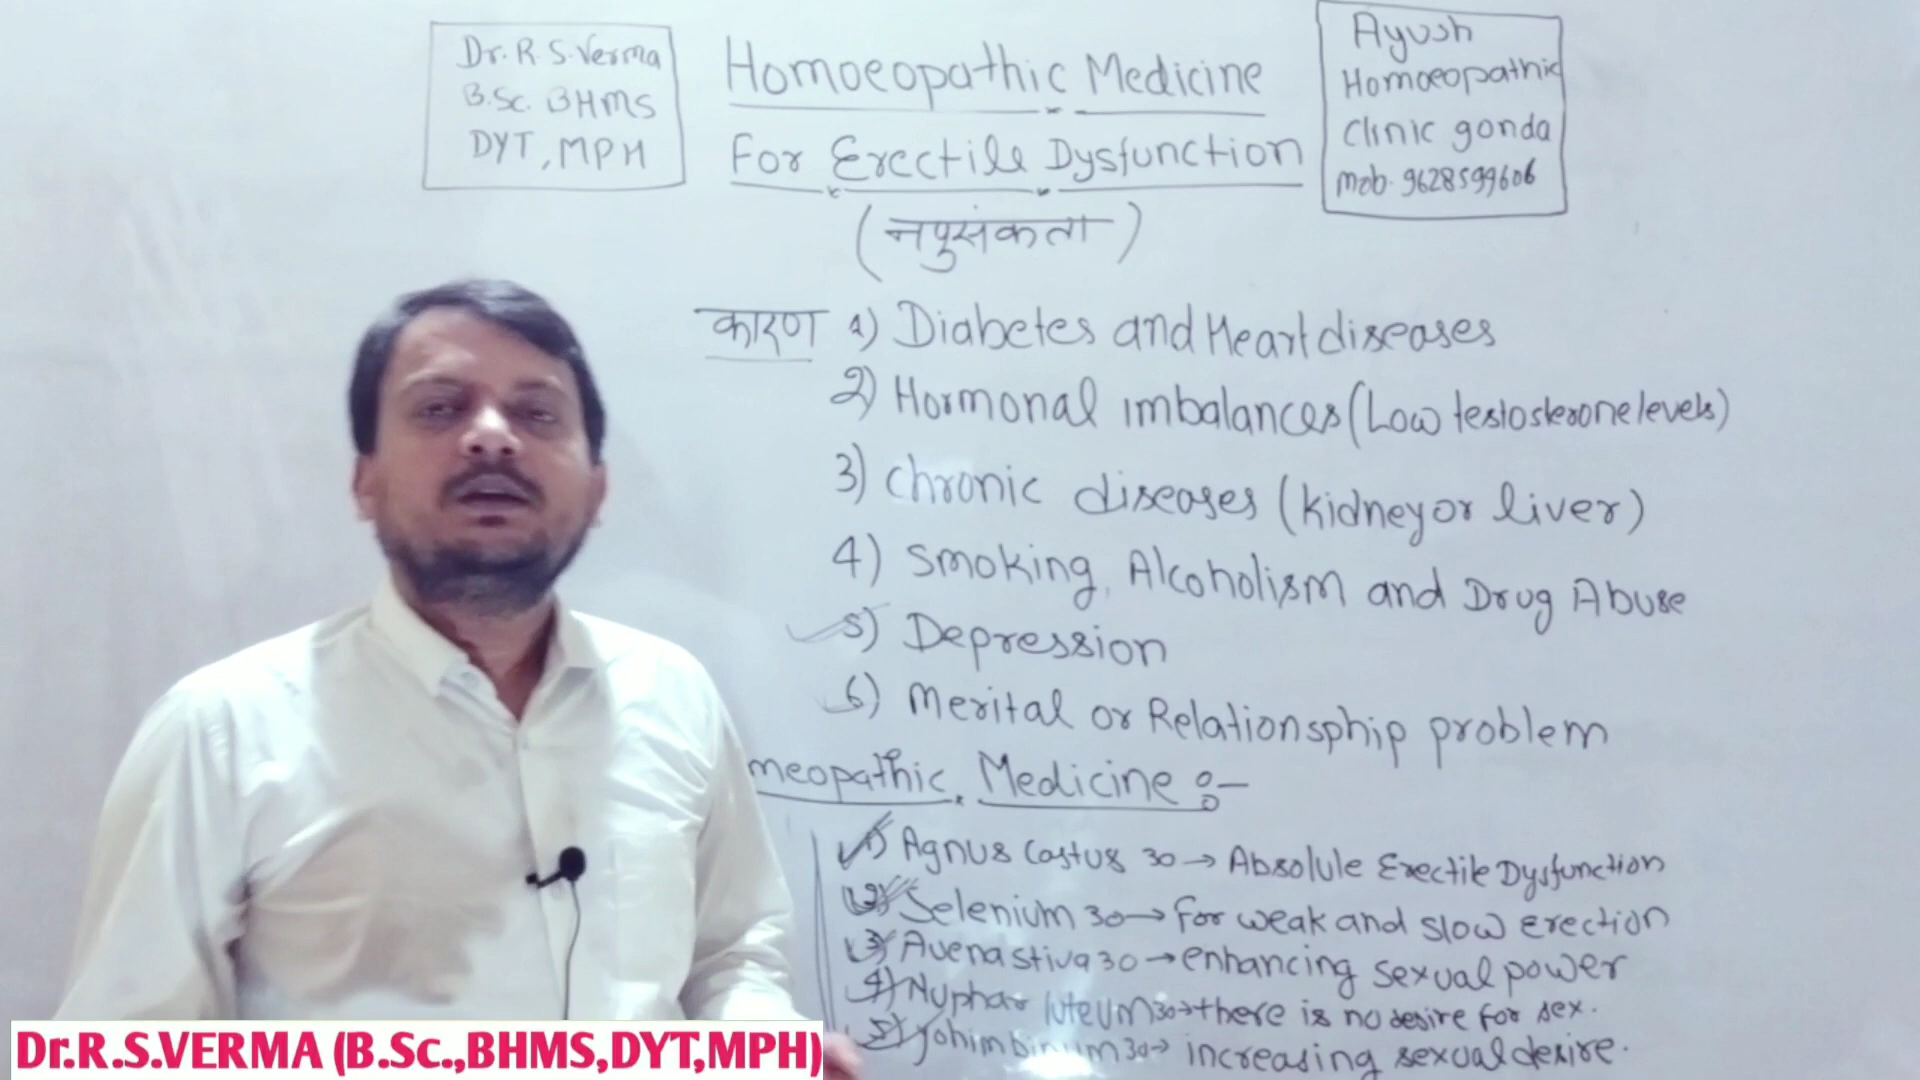 Dr. R. S. Verma
B.Sc. BHMS
DYT, MPH
Homoeopathic Medicine
For Erectile Dysfunction
(नपुसंकता)
Ayush
Homoeopathic
Clinic gonda
Mob. 9628599606
कारण 1) Diabetes and Heart diseases
2) Hormonal imbalances (Low testosterone levels)
3) Chronic diseases (kidney or liver)
4) Smoking, Alcoholism and Drug Abuse
5) Depression
6) Merital or Relationsphip problem
meopathic Medicine :-
1) Agnus Castus 30 → Absolule Erectile Dysfunction
2) Selenium 30 → For weak and slow erection
3) Avena stiva 30 → enhancing sexual power
4) Nuphar luteum 30 → there is no desire for sex.
5) Yohimbinum 30 → increasing sexual desire.
Dr.R.S.VERMA (B.Sc.,BHMS,DYT,MPH)